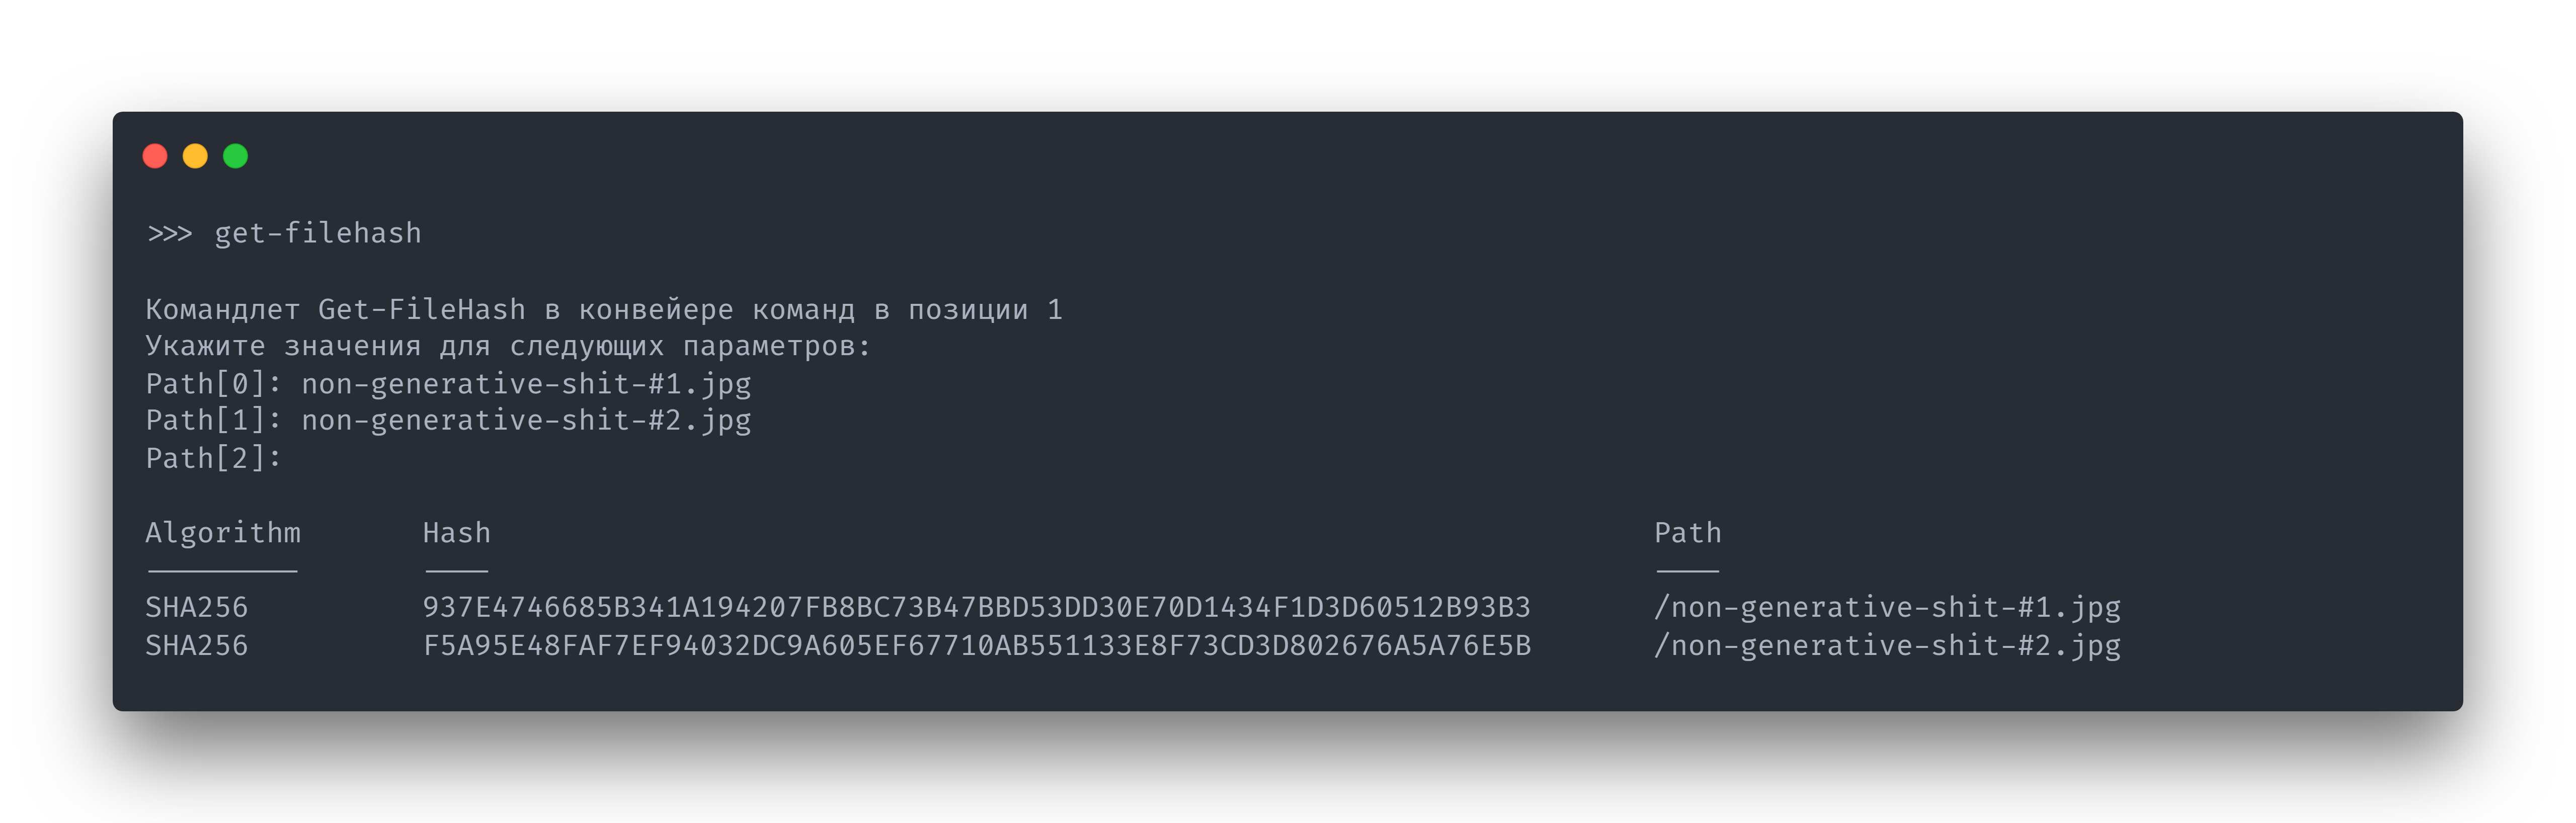 >>> get-filehash
Командлет Get-FileHash в конвейере команд в позиции 1
Укажите значения для следующих параметров:
Path[0]: non-generative-shit-#1.jpg
Path[1]: non-generative-shit-#2.jpg
Path[2]:
Algorithm Hash Path
--------- ---- ----
SHA256 937E4746685B341A194207FB8BC73B47BBD53DD30E70D1434F1D3D60512B93B3 /non-generative-shit-#1.jpg
SHA256 F5A95E48FAF7EF94032DC9A605EF67710AB551133E8F73CD3D802676A5A76E5B /non-generative-shit-#2.jpg